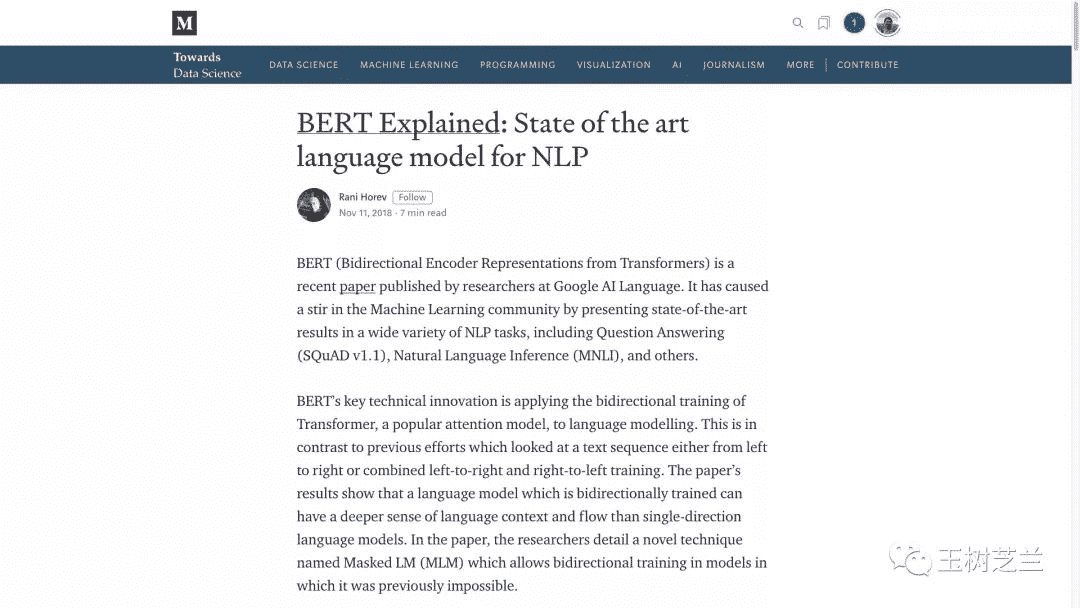 M
1
Towards
Data Science
DATA SCIENCE MACHINE LEARNING PROGRAMMING VISUALIZATION AI JOURNALISM MORE CONTRIBUTE
BERT Explained: State of the art
language model for NLP
Rani Horev Follow
Nov 11, 2018 · 7 min read
BERT (Bidirectional Encoder Representations from Transformers) is a
recent paper published by researchers at Google AI Language. It has caused
a stir in the Machine Learning community by presenting state-of-the-art
results in a wide variety of NLP tasks, including Question Answering
(SQuAD v1.1), Natural Language Inference (MNLI), and others.
BERT’s key technical innovation is applying the bidirectional training of
Transformer, a popular attention model, to language modelling. This is in
contrast to previous efforts which looked at a text sequence either from left
to right or combined left-to-right and right-to-left training. The paper’s
results show that a language model which is bidirectionally trained can
have a deeper sense of language context and flow than single-direction
language models. In the paper, the researchers detail a novel technique
named Masked LM (MLM) which allows bidirectional training in models in
which it was previously impossible.
玉树芝兰